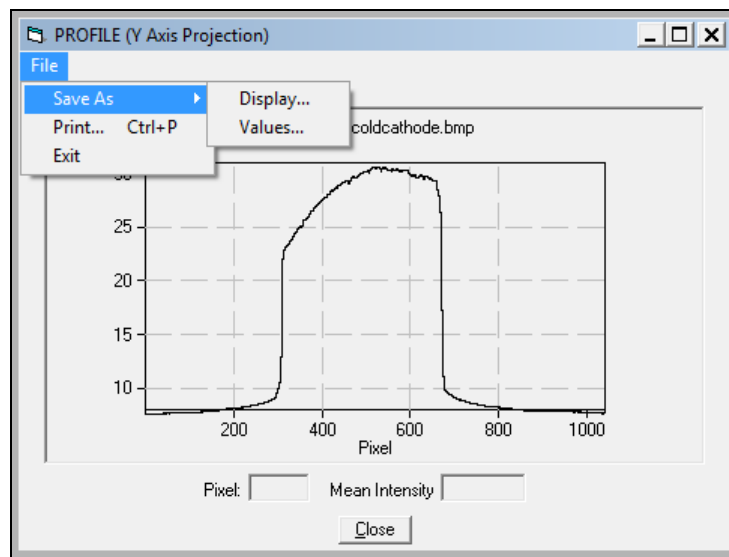 PROFILE (Y Axis Projection)
File
Save As Display...
Print... Ctrl+P Values...
Exit
coldcathode.bmp
25
20
15
10
200 400 600 800 1000
Pixel
Pixel: Mean Intensity
Close